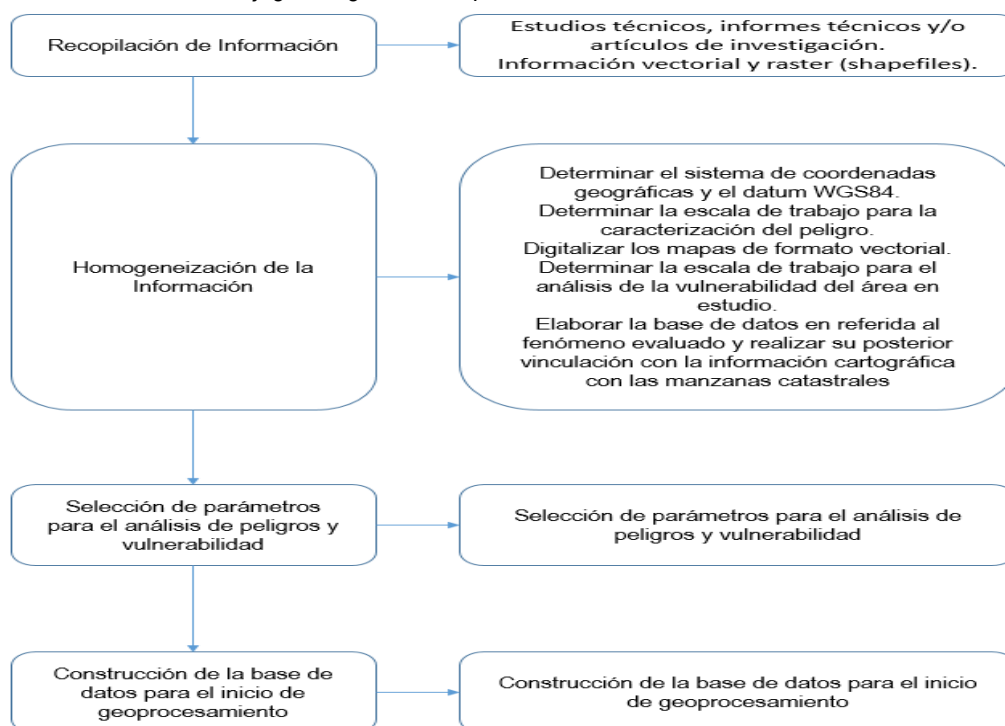 Recopilación de Información
Estudios técnicos, informes técnicos y/o
artículos de investigación.
Información vectorial y raster (shapefiles).
Homogeneización de la
Información
Determinar el sistema de coordenadas
geográficas y el datum WGS84.
Determinar la escala de trabajo para la
caracterización del peligro.
Digitalizar los mapas de formato vectorial.
Determinar la escala de trabajo para el
análisis de la vulnerabilidad del área en
estudio.
Elaborar la base de datos en referida al
fenómeno evaluado y realizar su posterior
vinculación con la información cartográfica
con las manzanas catastrales
Selección de parámetros
para el análisis de peligros y
vulnerabilidad
Selección de parámetros para el análisis de
peligros y vulnerabilidad
Construcción de la base de
datos para el inicio de
geoprocesamiento
Construcción de la base de datos para el inicio
de geoprocesamiento